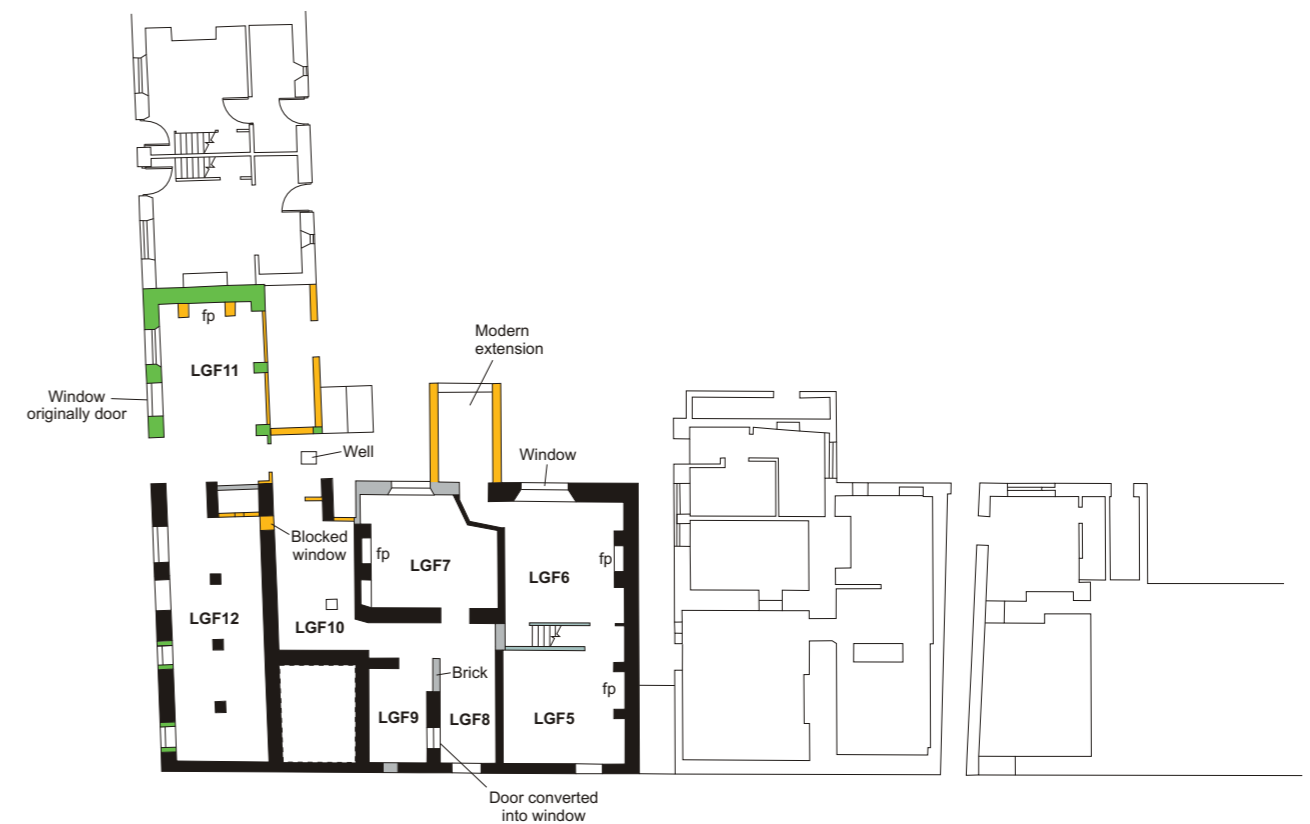 fp
Modern
extension
LGF11
Window
originally door
Well
Window
Blocked
window
fp
LGF7
fp
LGF6
LGF12
LGF10
Brick
fp
LGF9
LGF8
LGF5
Door converted
into window